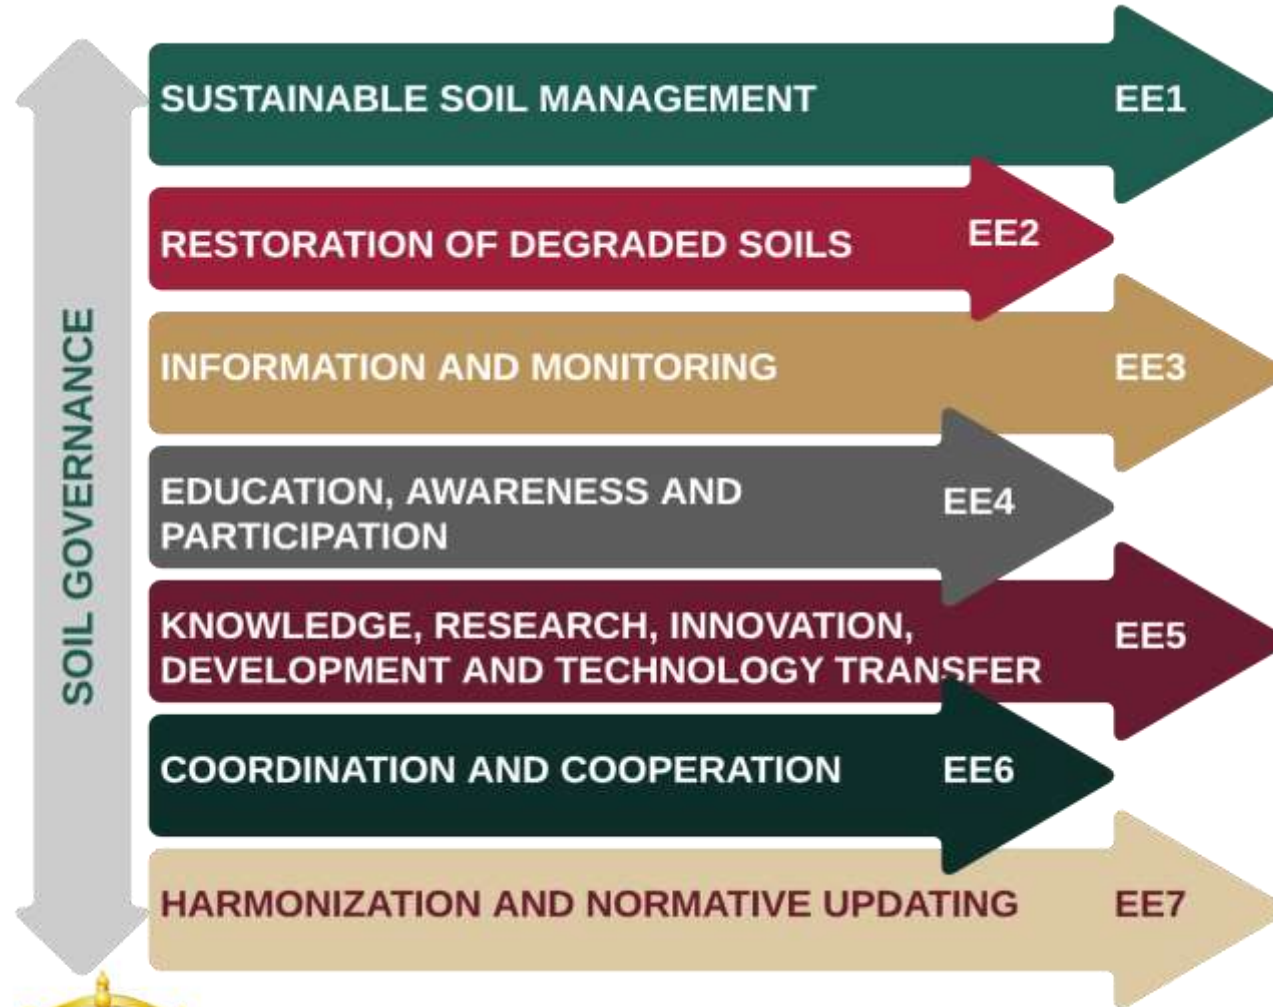 SOIL GOVERNANCE
SUSTAINABLE SOIL MANAGEMENT EE1
RESTORATION OF DEGRADED SOILS EE2
INFORMATION AND MONITORING EE3
EDUCATION, AWARENESS AND
PARTICIPATION EE4
KNOWLEDGE, RESEARCH, INNOVATION,
DEVELOPMENT AND TECHNOLOGY TRANSFER EE5
COORDINATION AND COOPERATION EE6
HARMONIZATION AND NORMATIVE UPDATING EE7